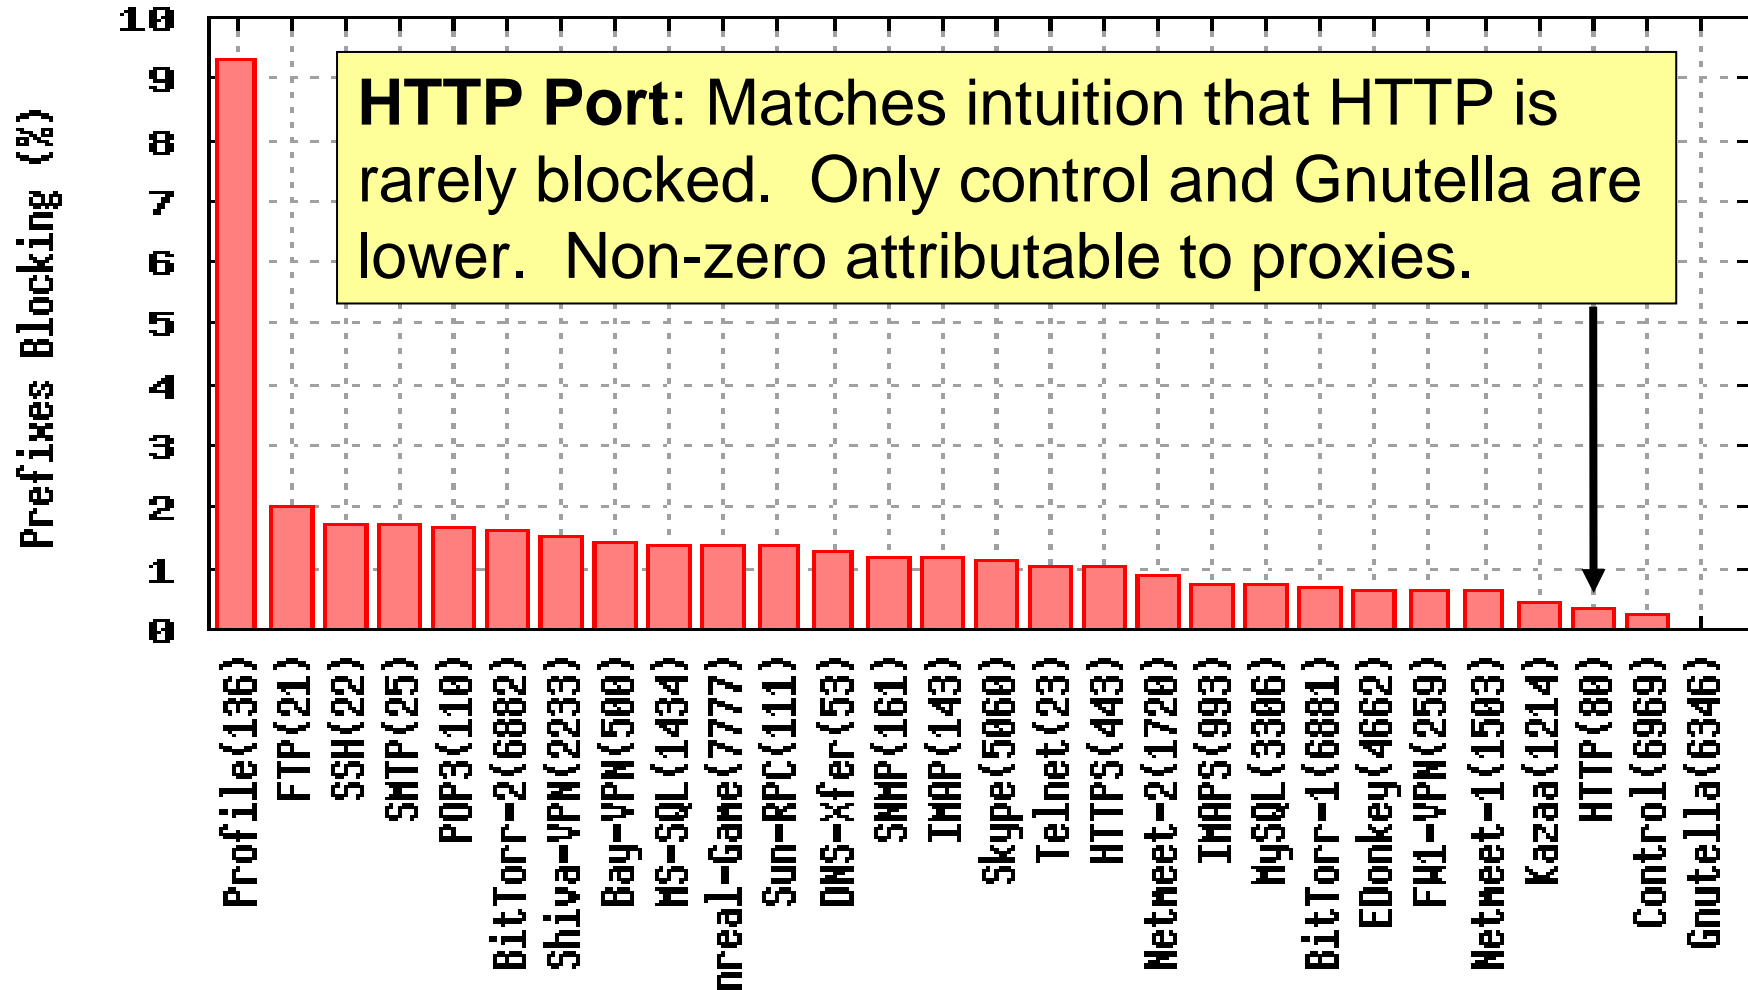 10
9
8
7
6
5
4
3
2
1
0
Prefixes Blocking (%)
HTTP Port: Matches intuition that HTTP is
rarely blocked. Only control and Gnutella are
lower. Non-zero attributable to proxies.
Profile(136)
FTP(21)
SSH(22)
SMTP(25)
POP3(110)
BitTorr-2(6882)
Shiva-VPN(2233)
Bay-VPN(500)
MS-SQL(1434)
nreal-Game(7777)
Sun-RPC(111)
DNS-Xfer(53)
SNMP(161)
IMAP(143)
Skype(5060)
Telnet(23)
HTTPS(443)
Netmeet-2(1720)
IMAPS(993)
MySQL(3306)
BitTorr-1(6881)
EDonkey(4662)
FW1-VPN(259)
Netmeet-1(1503)
Kazaa(1214)
HTTP(80)
Control(6969)
Gnutella(6346)